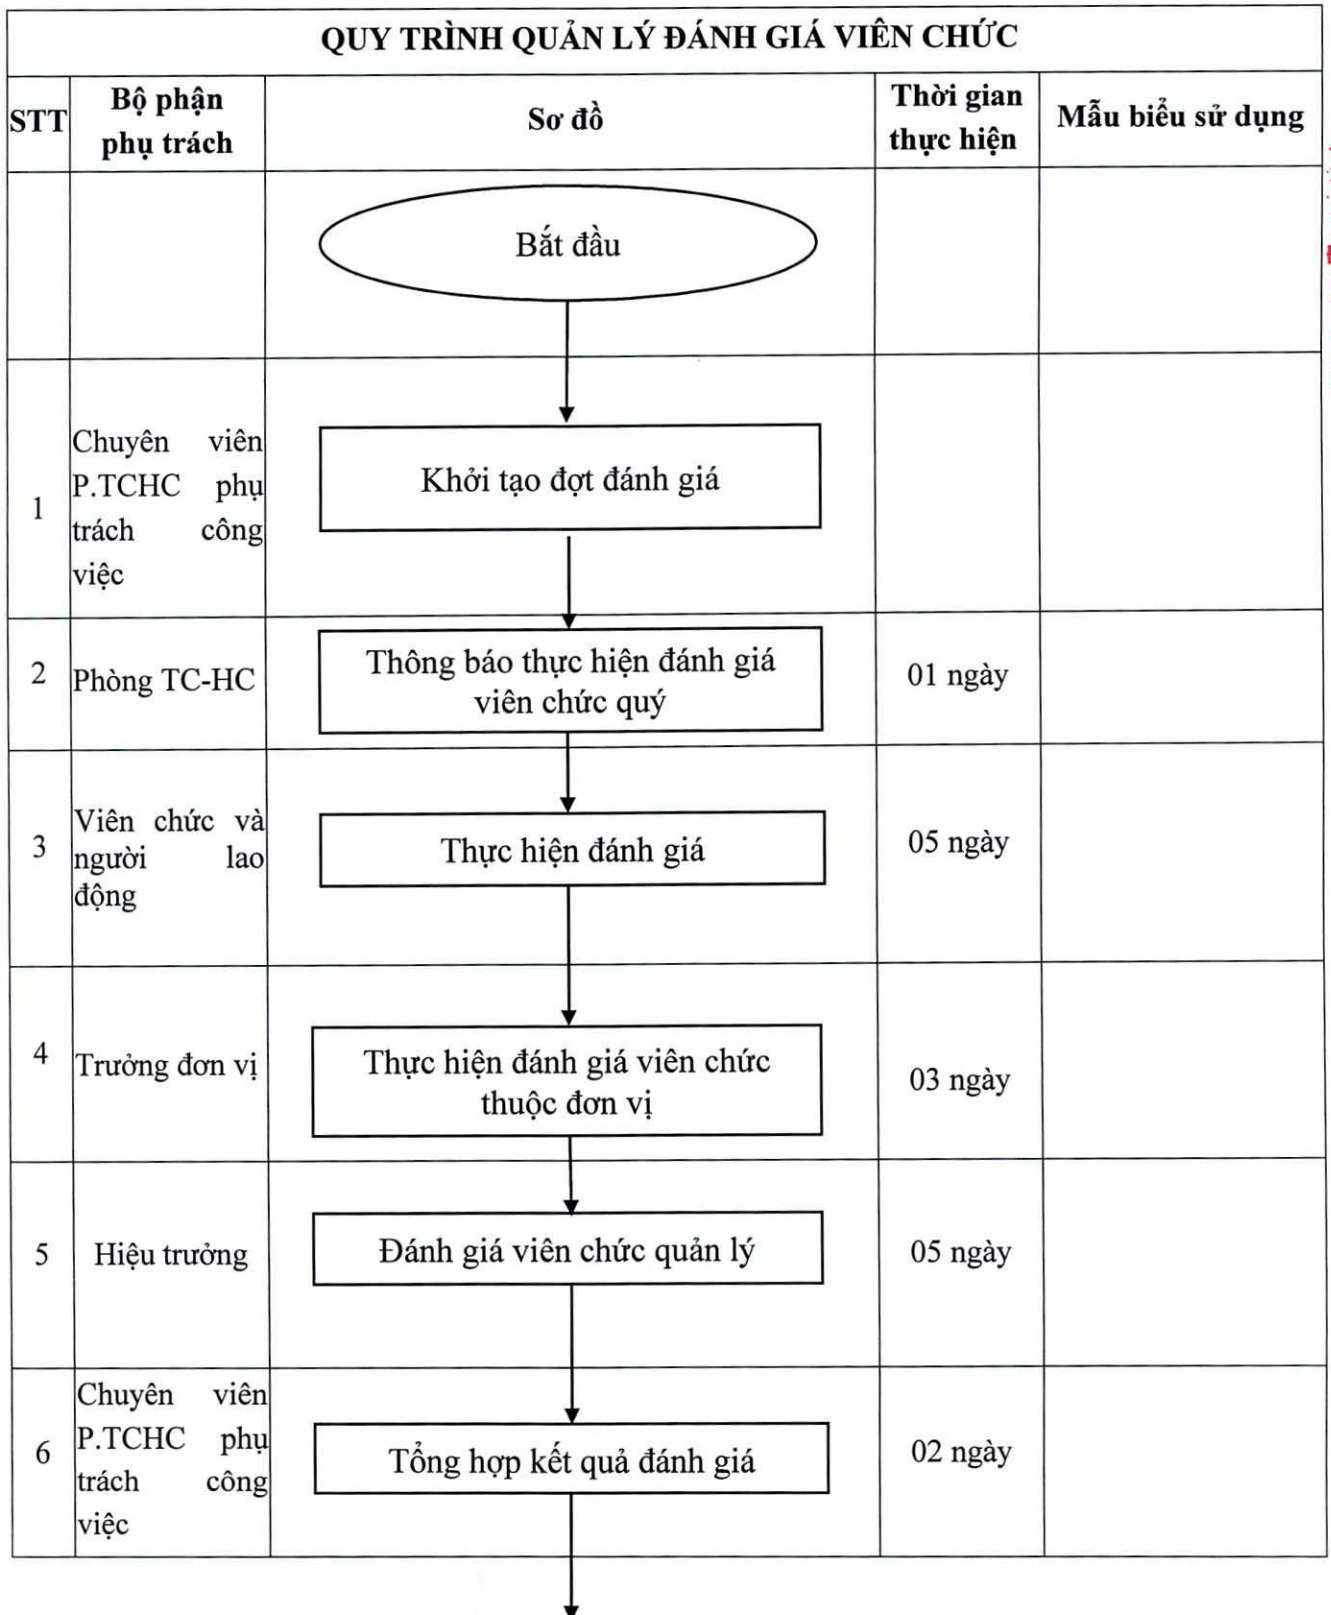 QUY TRÌNH QUẢN LÝ ĐÁNH GIÁ VIÊN CHỨC
STT
Bộ phận
phụ trách
Sơ đồ
Thời gian
thực hiện
Mẫu biểu sử dụng
Bắt đầu
1
Chuyên viên
P.TCHC phụ
trách công
việc
Khởi tạo đợt đánh giá
2
Phòng TC-HC
Thông báo thực hiện đánh giá
viên chức quý
01 ngày
3
Viên chức và
người lao
động
Thực hiện đánh giá
05 ngày
4
Trưởng đơn vị
Thực hiện đánh giá viên chức
thuộc đơn vị
03 ngày
5
Hiệu trưởng
Đánh giá viên chức quản lý
05 ngày
6
Chuyên viên
P.TCHC phụ
trách công
việc
Tổng hợp kết quả đánh giá
02 ngày